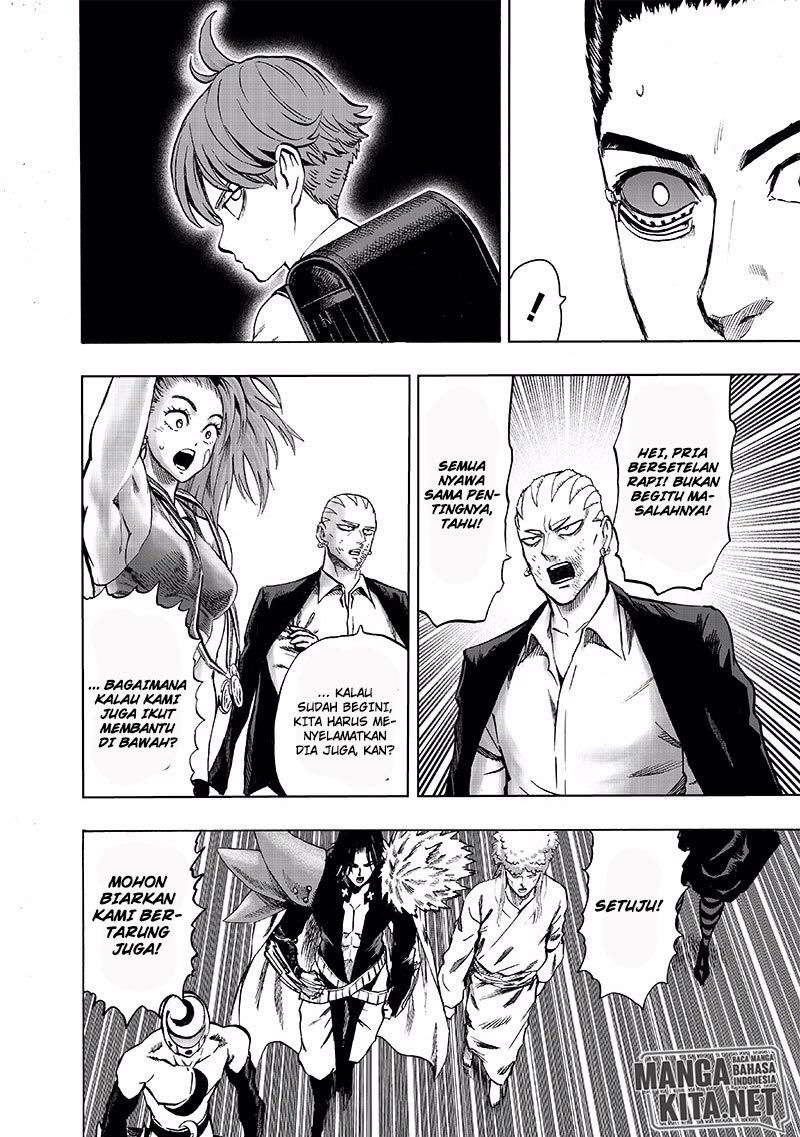 !
HEI, PRIA
BERSETELAN
RAPI! BUKAN
BEGITU MA-
SALAHNYA!
SEMUA
NYAWA
SAMA PEN-
TINGNYA,
TAHU!
... KALAU
SUDAH BEGINI,
KITA HARUS ME-
NYELAMATKAN
DIA JUGA, KAN?
... BAGAIMANA
KALAU KAMI
JUGA IKUT
MEMBANTU
DI BAWAH?
SETUJU!
MOHON
BIARKAN
KAMI BER-
TARUNG
JUGA!
MANGA
BACA MANGA
BAHASA
INDONESIA
KITA.NET